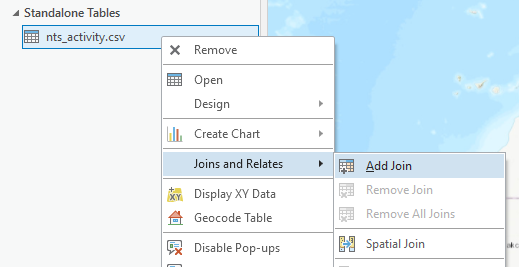 Standalone Tables
nts_activity.csv
Remove
Open
Design
Create Chart
Joins and Relates
Add Join
Display XY Data
Remove Join
Geocode Table
Remove All Joins
Disable Pop-ups
Spatial Join